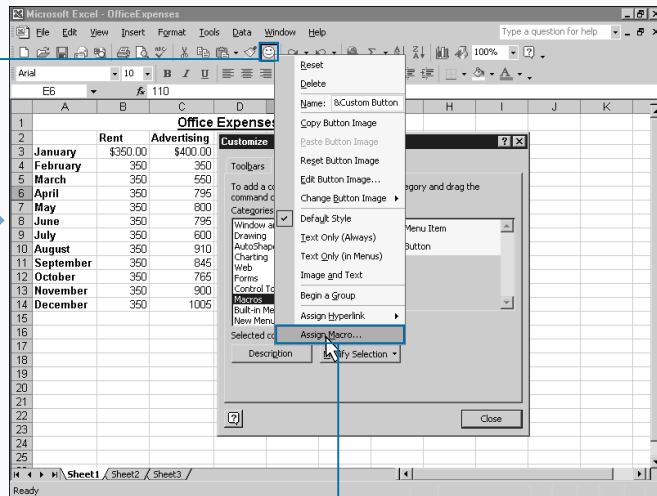 Microsoft Excel - OfficeExpenses
File Edit View Insert Format Tools Data Window Help
Type a question for help
100%
Arial 10 B I U
E6 fx 110
A B C D H I J K
1 Office Expenses
2 Rent Advertising
3 January $350.00 $400.00
4 February 350 350
5 March 350 550
6 April 350 795
7 May 350 800
8 June 350 795
9 July 350 600
10 August 350 910
11 September 350 845
12 October 350 765
13 November 350 900
14 December 350 1005
15
16
17
18
19
20
21
22
23
24
25
Customize
Toolbars
To add a
category and drag the
command
Categories
Window a
Drawing
AutoShap
Charting
Web
Forms
Control To
Macros
Built-in Me
New Menu
Menu Item
Button
Selected co
Description Modify Selection
Close
Reset
Delete
Name: &Custom Button
Copy Button Image
Paste Button Image
Reset Button Image
Edit Button Image...
Change Button Image
Default Style
Text Only (Always)
Text Only (in Menus)
Image and Text
Begin a Group
Assign Hyperlink
Assign Macro...
Sheet1 Sheet2 Sheet3
Ready